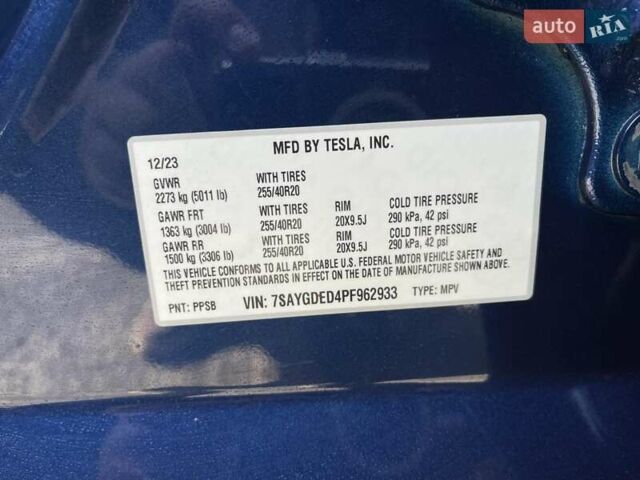 auto RIA.com
MFD BY TESLA, INC.
12/23
GVWR WITH TIRES
2273 kg (5011 lb) 255/40R20
GAWR FRT WITH TIRES RIM COLD TIRE PRESSURE
1363 kg (3004 lb) 255/40R20 20X9.5J 290 kPa, 42 psi
GAWR RR WITH TIRES RIM COLD TIRE PRESSURE
1500 kg (3306 lb) 255/40R20 20X9.5J 290 kPa, 42 psi
THIS VEHICLE CONFORMS TO ALL APPLICABLE U.S. FEDERAL MOTOR VEHICLE SAFETY AND
THEFT PREVENTION STANDARDS IN EFFECT ON THE DATE OF MANUFACTURE SHOWN ABOVE.
PNT: PPSB VIN: 7SAYGDED4PF962933 TYPE: MPV